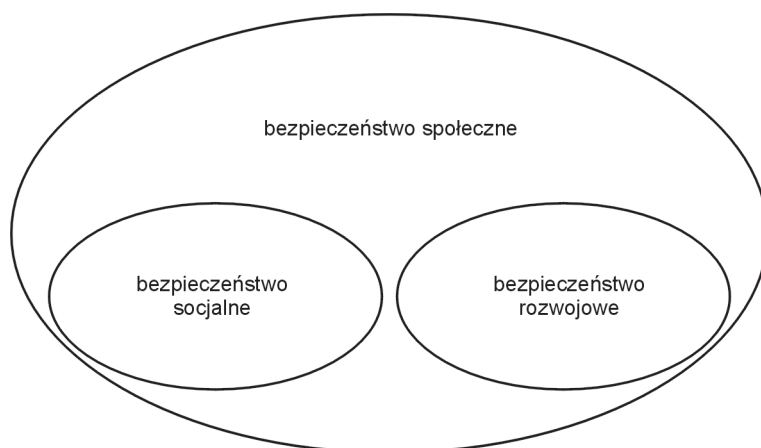 bezpieczeństwo społeczne
bezpieczeństwo
socjalne
bezpieczeństwo
rozwojowe